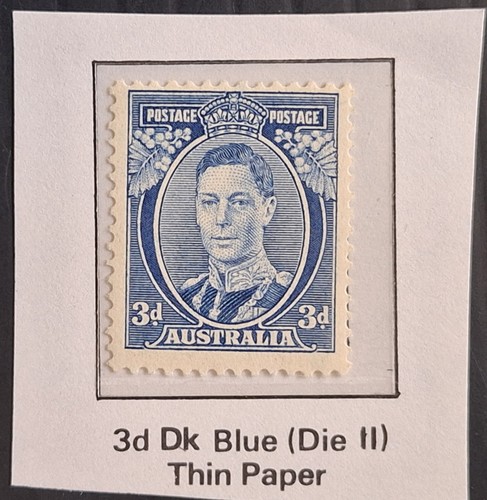 POSTAGE POSTAGE
3d 3d
AUSTRALIA
3d Dk Blue (Die II)
Thin Paper